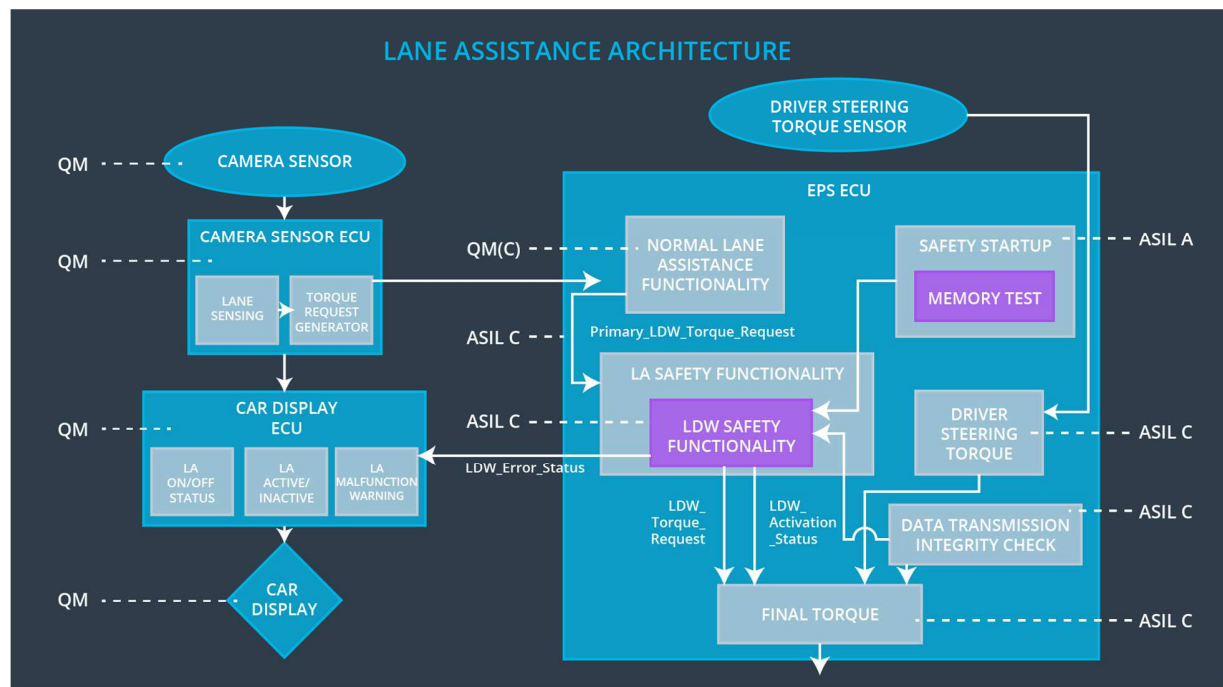 LANE ASSISTANCE ARCHITECTURE
DRIVER STEERING
TORQUE SENSOR
QM
CAMERA SENSOR
QM
CAMERA SENSOR ECU
LANE
SENSING
TORQUE
REQUEST
GENERATOR
QM
CAR DISPLAY
ECU
LA
ON/OFF
STATUS
LA
ACTIVE/
INACTIVE
LA
MALFUNCTION
WARNING
QM
CAR
DISPLAY
EPS ECU
QM(C)
NORMAL LANE
ASSISTANCE
FUNCTIONALITY
SAFETY STARTUP
MEMORY TEST
ASIL A
ASIL C
Primary_LDW_Torque_Request
LA SAFETY FUNCTIONALITY
ASIL C
LDW SAFETY
FUNCTIONALITY
LDW_Error_Status
DRIVER
STEERING
TORQUE
ASIL C
LDW_
Torque_
Request
LDW_
Activation
_Status
DATA TRANSMISSION
INTEGRITY CHECK
ASIL C
FINAL TORQUE
ASIL C